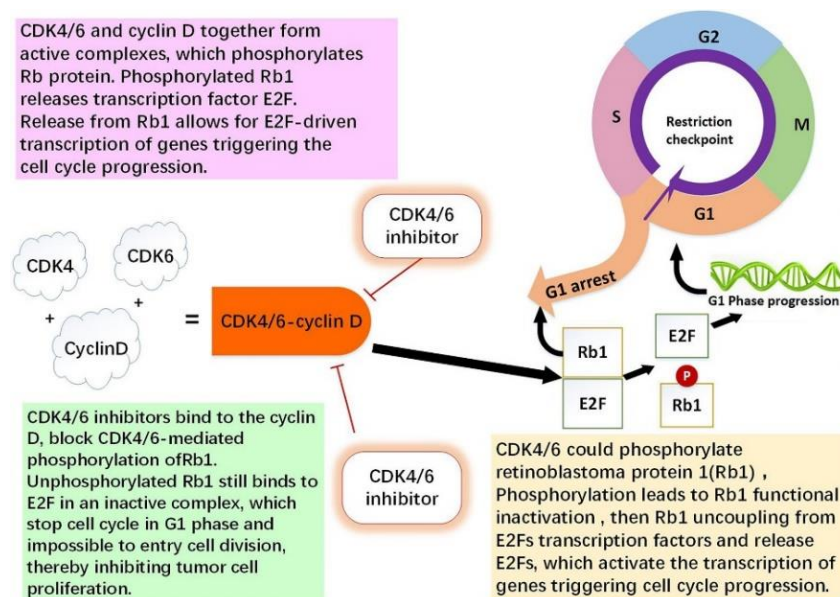 CDK4/6 and cyclin D together form
active complexes, which phosphorylates
Rb protein. Phosphorylated Rb1
releases transcription factor E2F.
Release from Rb1 allows for E2F-driven
transcription of genes triggering the
cell cycle progression.
G2
S
Restriction
checkpoint
M
G1
CDK4/6
inhibitor
G1 arrest
CDK4
CDK6
+
+
CyclinD
=
CDK4/6-cyclin D
G1 Phase progression
Rb1
E2F
E2F
P
Rb1
CDK4/6
inhibitor
CDK4/6 inhibitors bind to the cyclin
D, block CDK4/6-mediated
phosphorylation ofRb1.
Unphosphorylated Rb1 still binds to
E2F in an inactive complex, which
stop cell cycle in G1 phase and
impossible to entry cell division,
thereby inhibiting tumor cell
proliferation.
CDK4/6 could phosphorylate
retinoblastoma protein 1(Rb1) ,
Phosphorylation leads to Rb1 functional
inactivation , then Rb1 uncoupling from
E2Fs transcription factors and release
E2Fs, which activate the transcription of
genes triggering cell cycle progression.